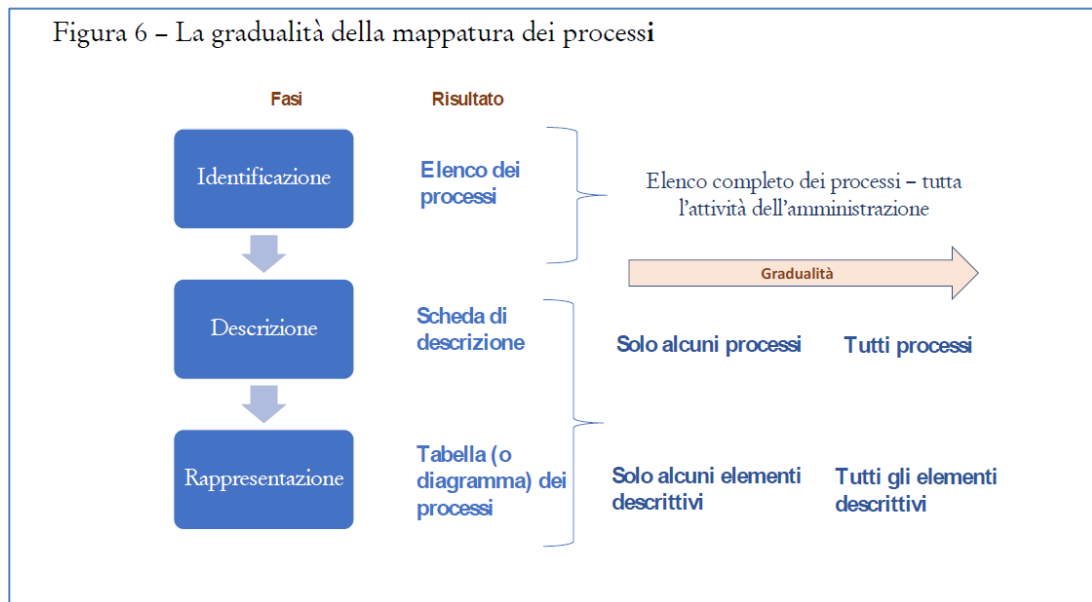 Figura 6 – La gradualità della mappatura dei processi
Fasi
Risultato
Identificazione
Elenco dei
processi
Elenco completo dei processi – tutta
l'attività dell'amministrazione
Gradualità
Descrizione
Scheda di
descrizione
Solo alcuni processi
Tutti processi
Rappresentazione
Tabella (o
diagramma) dei
processi
Solo alcuni elementi
descrittivi
Tutti gli elementi
descrittivi